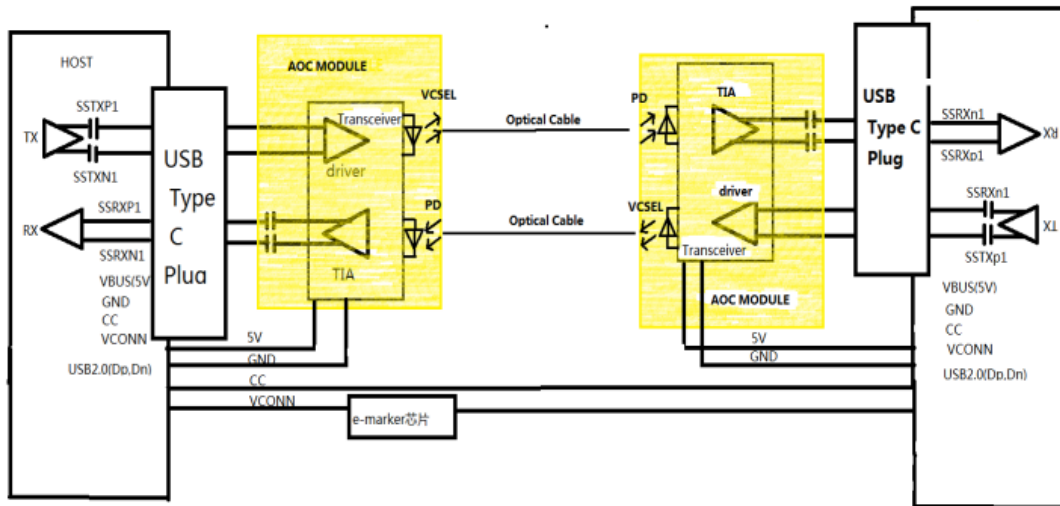 HOST
SSTXP1
TX
SSTXN1
SSRXP1
RX
SSRXN1
VBUS(5V)
GND
CC
VCONN
USB2.0(Dp,Dn)
USB
Type
C
Plug
AOC MODULE
Transceiver
driver
TIA
VCSEL
PD
5V
GND
CC
VCONN
e-marker芯片
Optical Cable
Optical Cable
PD
VCSEL
TIA
driver
Transceiver
AOC MODULE
5V
GND
USB
Type C
Plug
SSRXn1
RX
SSRXp1
SSRXn1
TX
SSTXp1
VBUS(5V)
GND
CC
VCONN
USB2.0(Dp,Dn)